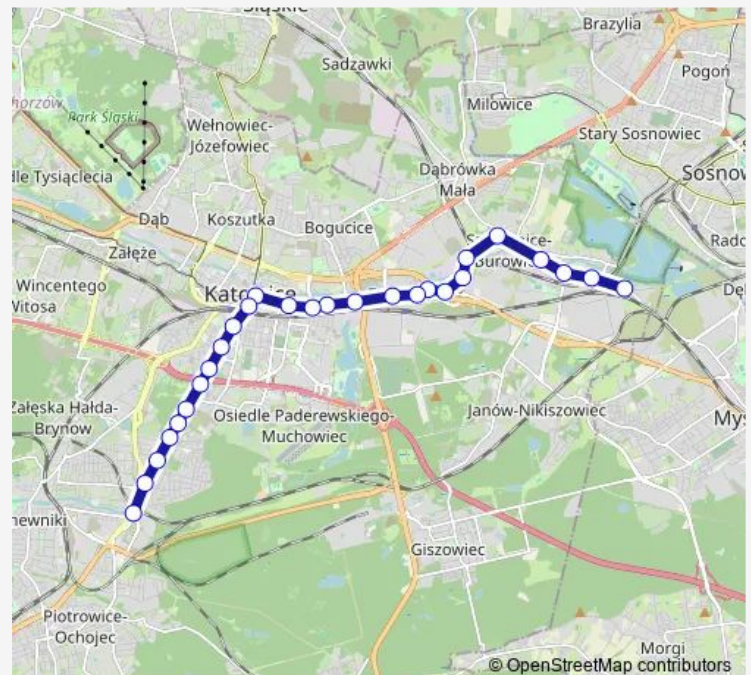 Śląskie
Brazylia
Sadzawki
Pogoń
Milowice
horzów
Park Śląski
Wełnowiec-
Józefowiec
Stary Sosnowiec
dle Tysiąclecia
Dąbrówka
Mała
Sosnow
Dąb
Koszutka
Bogucice
Załęże
Burowi
Rado
Wincentego
Witosa
Katowice
Załęska Hałda-
Brynow
Osiedle Paderewskiego-
Muchowiec
Janów-Nikiszowiec
Mys
newniki
Giszowiec
Piotrowice-
Ochojec
Morgi
© OpenStreetMap contributors